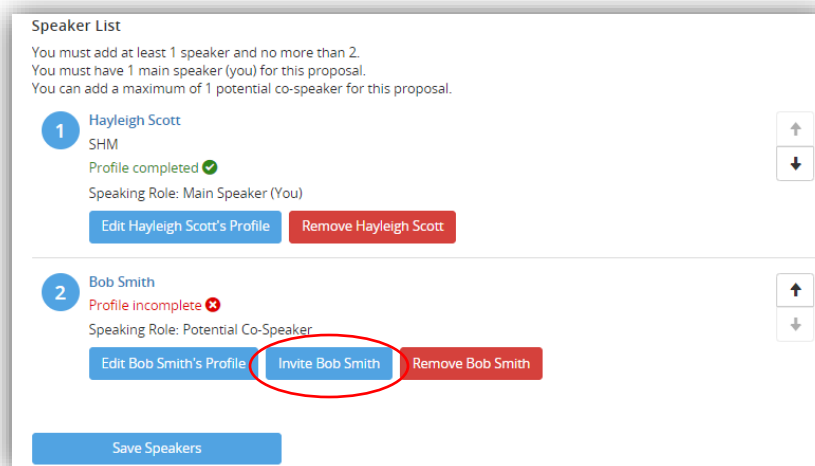 Speaker List
You must add at least 1 speaker and no more than 2.
You must have 1 main speaker (you) for this proposal.
You can add a maximum of 1 potential co-speaker for this proposal.
1
Hayleigh Scott
SHM
Profile completed
Speaking Role: Main Speaker (You)
Edit Hayleigh Scott's Profile
Remove Hayleigh Scott
2
Bob Smith
Profile incomplete
Speaking Role: Potential Co-Speaker
Edit Bob Smith's Profile
Invite Bob Smith
Remove Bob Smith
Save Speakers